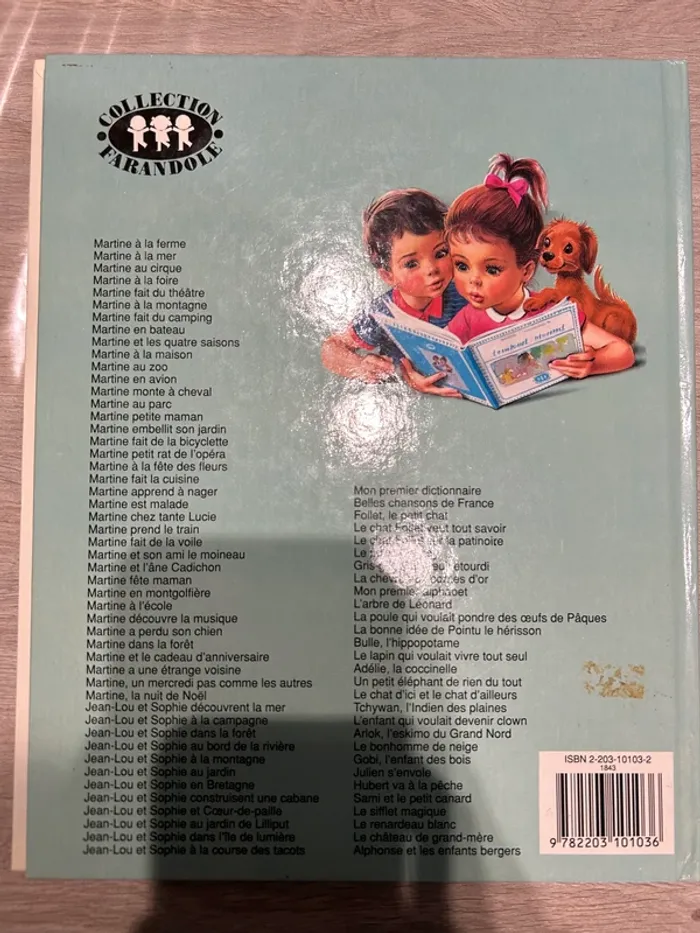 COLLECTION
FARANDOLE
Martine à la ferme
Martine à la mer
Martine au cirque
Martine à la foire
Martine fait du théâtre
Martine à la montagne
Martine fait du camping
Martine en bateau
Martine et les quatre saisons
Martine à la maison
Martine au zoo
Martine en avion
Martine monte à cheval
Martine au parc
Martine petite maman
Martine embellit son jardin
Martine fait de la bicyclette
Martine petit rat de l'opéra
Martine à la fête des fleurs
Martine fait la cuisine
Martine apprend à nager
Martine est malade
Martine chez tante Lucie
Martine prend le train
Martine fait de la voile
Martine et son ami le moineau
Martine et l'âne Cadichon
Martine fête maman
Martine en montgolfière
Martine à l'école
Martine découvre la musique
Martine a perdu son chien
Martine dans la forêt
Martine et le cadeau d'anniversaire
Martine a une étrange voisine
Martine, un mercredi pas comme les autres
Martine, la nuit de Noël
Jean-Lou et Sophie découvrent la mer
Jean-Lou et Sophie à la campagne
Jean-Lou et Sophie dans la forêt
Jean-Lou et Sophie au bord de la rivière
Jean-Lou et Sophie à la montagne
Jean-Lou et Sophie au jardin
Jean-Lou et Sophie en Bretagne
Jean-Lou et Sophie construisent une cabane
Jean-Lou et Sophie et Cœur-de-paille
Jean-Lou et Sophie au jardin de Lilliput
Jean-Lou et Sophie dans l'île de lumière
Jean-Lou et Sophie à la course des tacots
Mon premier dictionnaire
Belles chansons de France
Follet, le petit chat
Le chat Follet veut tout savoir
Le chat la patinoire
Le
étourdi
La d'or
Mon premier alphabet
L'arbre de Léonard
La poule qui voulait pondre des œufs de Pâques
La bonne idée de Pointu le hérisson
Bulle, l'hippopotame
Le lapin qui voulait vivre tout seul
Adélie, la coccinelle
Un petit éléphant de rien du tout
Le chat d'ici et le chat d'ailleurs
Tchywan, l'Indien des plaines
L'enfant qui voulait devenir clown
Arlok, l'eskimo du Grand Nord
Le bonhomme de neige
Gobi, l'enfant des bois
Julien s'envole
Hubert va à la pêche
Sami et le petit canard
Le sifflet magique
Le renardeau blanc
Le château de grand-mère
Alphonse et les enfants bergers
ISBN 2-203-10103-2
1843
9 782203 101036